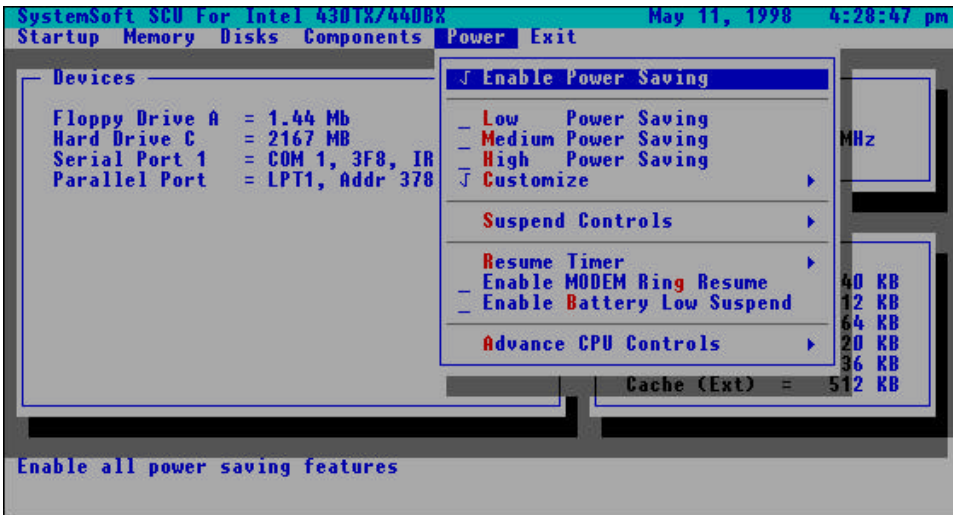 SystemSoft SCU For Intel 430TX/440BX May 11, 1998 4:28:47 pm
Startup Memory Disks Components Power Exit
Devices
Floppy Drive A = 1.44 Mb
Hard Drive C = 2167 MB
Serial Port 1 = COM 1, 3F8, IR
Parallel Port = LPT1, Addr 378
√ Enable Power Saving
_ Low Power Saving
_ Medium Power Saving
_ High Power Saving
√ Customize
Suspend Controls
Resume Timer
_ Enable MODEM Ring Resume
_ Enable Battery Low Suspend
Advance CPU Controls
MHz
40 KB
12 KB
64 KB
20 KB
36 KB
Cache (Ext) = 512 KB
Enable all power saving features